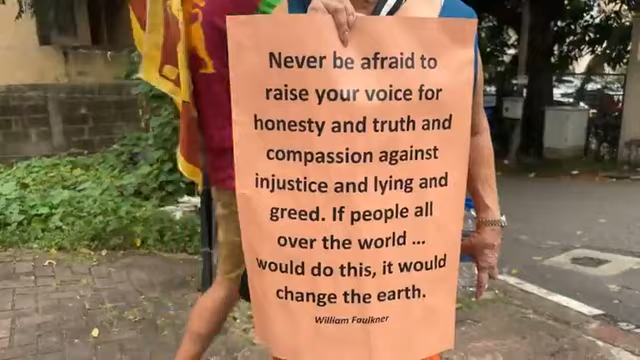 Never be afraid to
raise your voice for
honesty and truth and
compassion against
injustice and lying and
greed. If people all
over the world ...
would do this, it would
change the earth.
William Faulkner